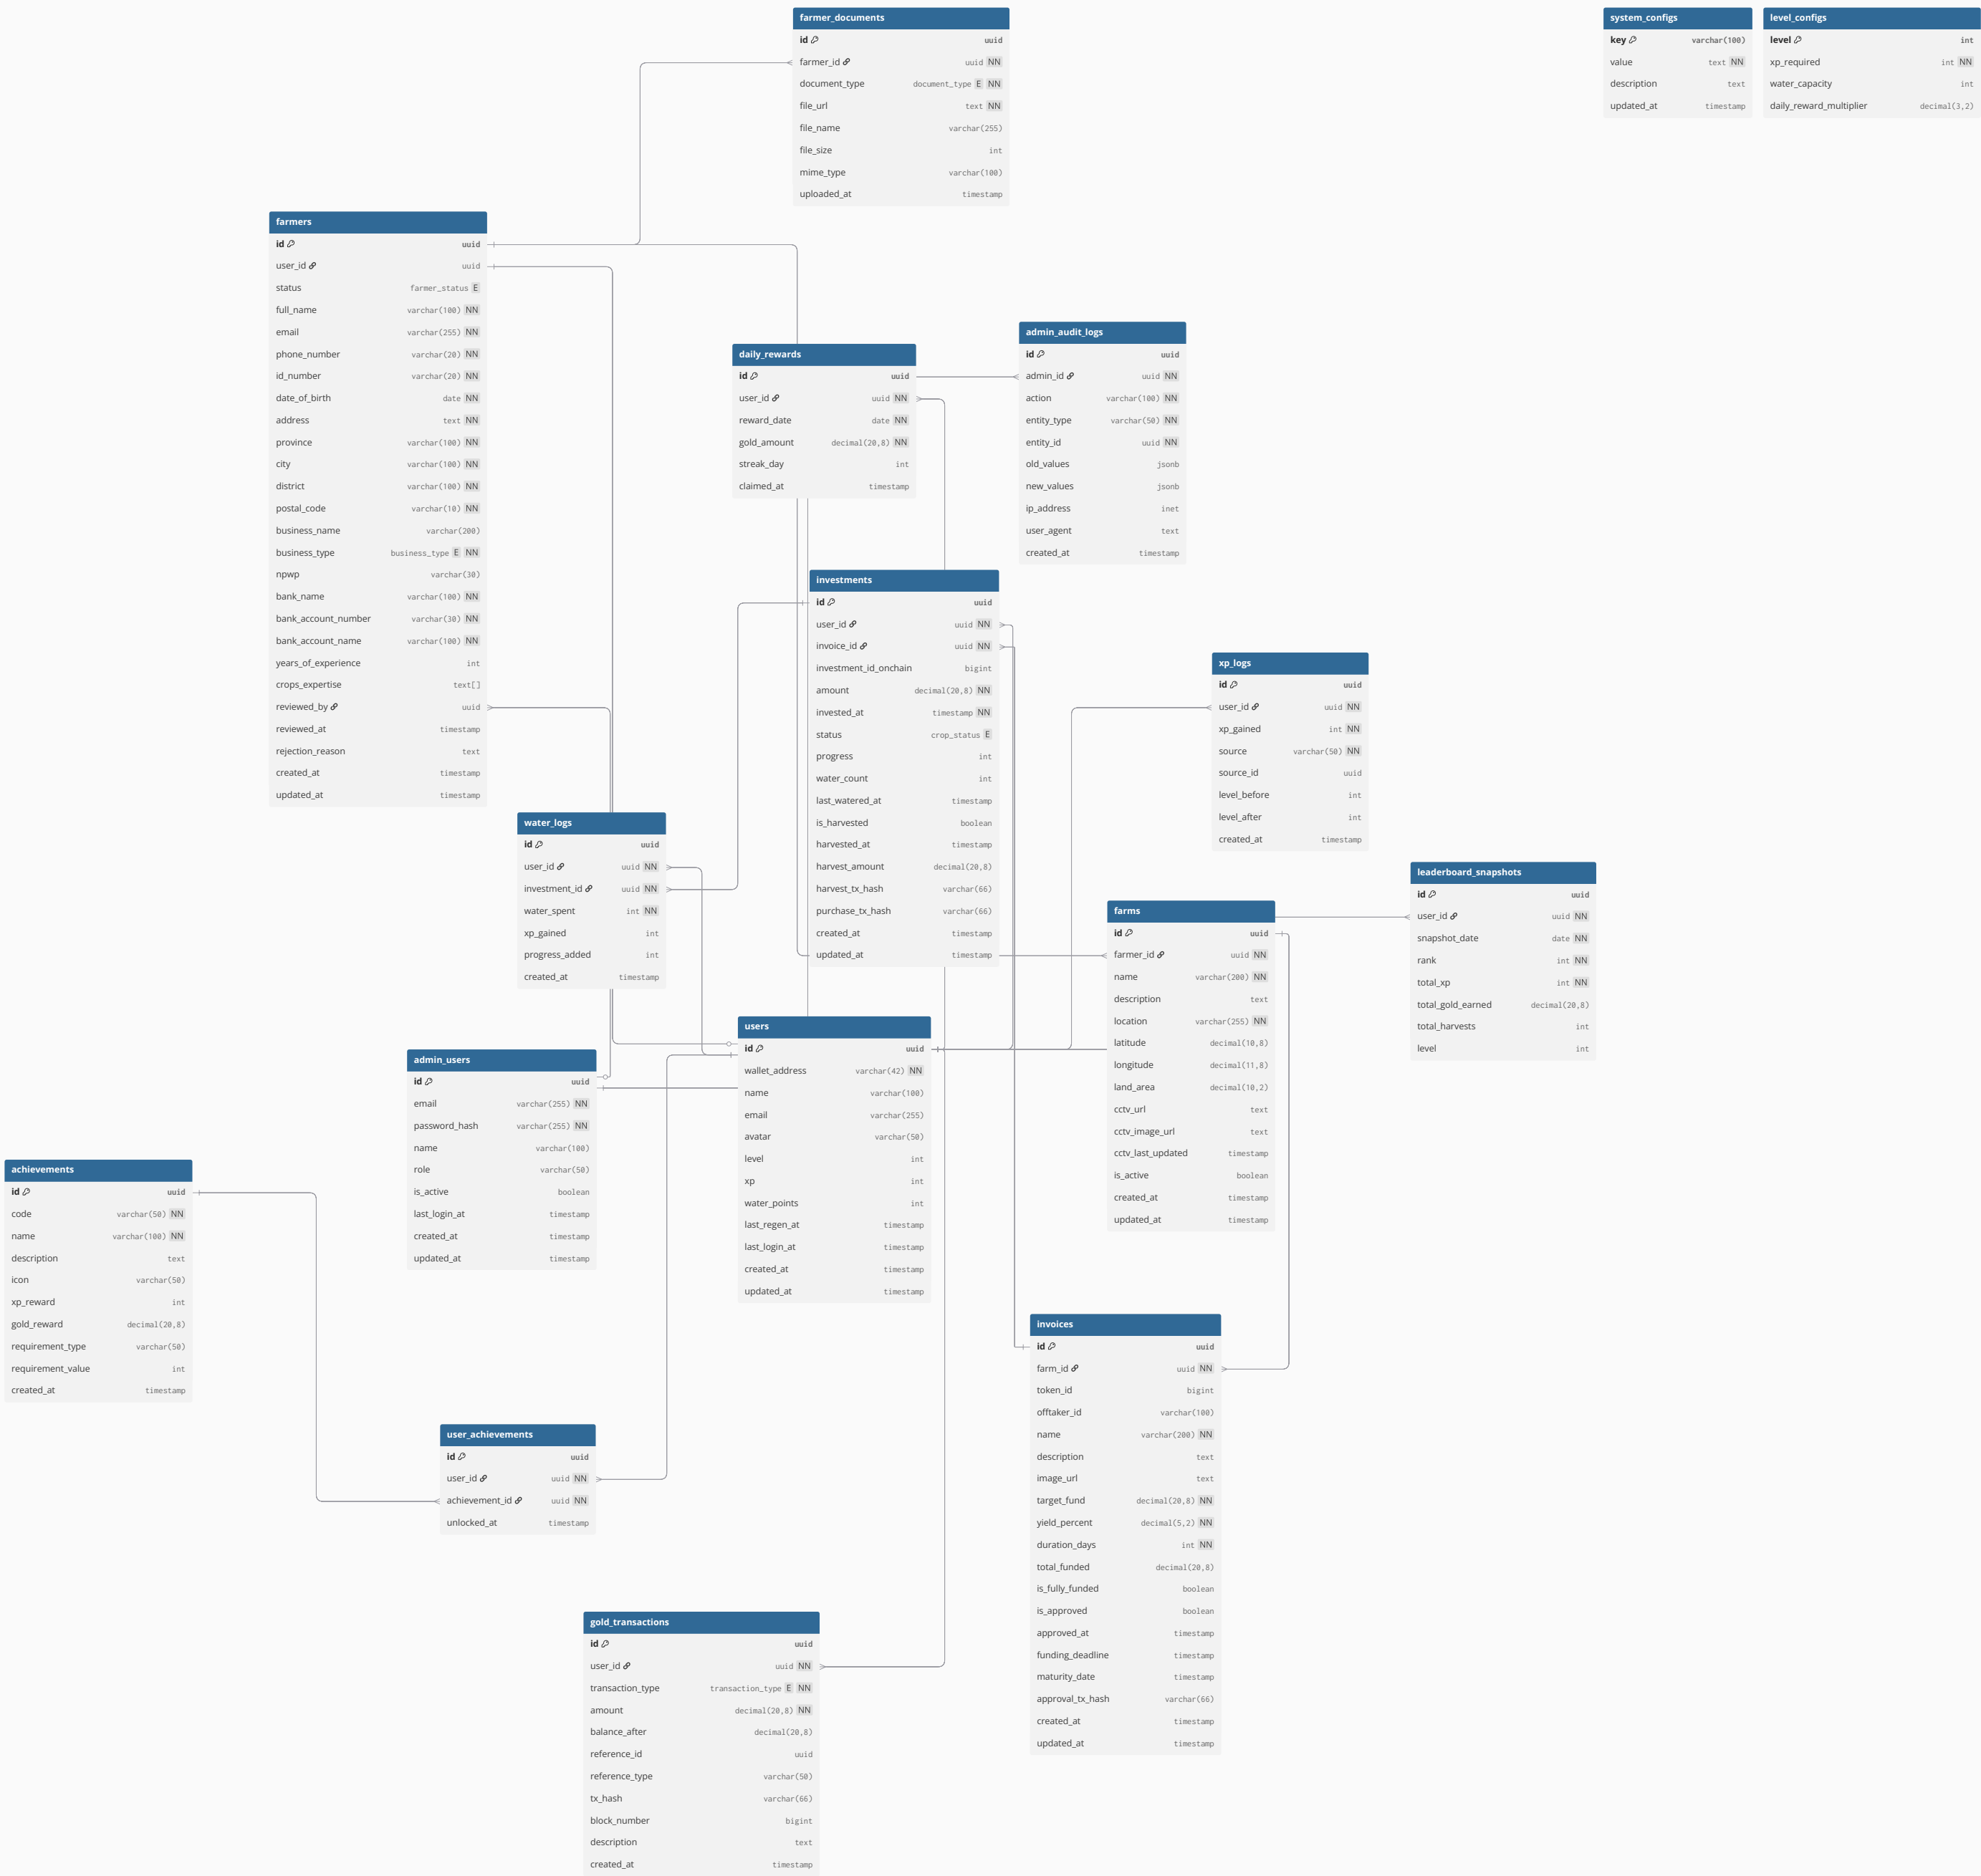 farmer_documents
id uuid
farmer_id uuid NN
document_type document_type E NN
file_url text NN
file_name varchar(255)
file_size int
mime_type varchar(100)
uploaded_at timestamp
system_configs
key varchar(100)
value text NN
description text
updated_at timestamp
level_configs
level int
xp_required int NN
water_capacity int
daily_reward_multiplier decimal(3,2)
farmers
id uuid
user_id uuid
status farmer_status E
full_name varchar(100) NN
email varchar(255) NN
phone_number varchar(20) NN
id_number varchar(20) NN
date_of_birth date NN
address text NN
province varchar(100) NN
city varchar(100) NN
district varchar(100) NN
postal_code varchar(10) NN
business_name varchar(200)
business_type business_type E NN
npwp varchar(30)
bank_name varchar(100) NN
bank_account_number varchar(30) NN
bank_account_name varchar(100) NN
years_of_experience int
crops_expertise text[]
reviewed_by uuid
reviewed_at timestamp
rejection_reason text
created_at timestamp
updated_at timestamp
daily_rewards
id uuid
user_id uuid NN
reward_date date NN
gold_amount decimal(20,8) NN
streak_day int
claimed_at timestamp
admin_audit_logs
id uuid
admin_id uuid NN
action varchar(100) NN
entity_type varchar(50) NN
entity_id uuid NN
old_values jsonb
new_values jsonb
ip_address inet
user_agent text
created_at timestamp
investments
id uuid
user_id uuid NN
invoice_id uuid NN
investment_id_onchain bigint
amount decimal(20,8) NN
invested_at timestamp NN
status crop_status E
progress int
water_count int
last_watered_at timestamp
is_harvested boolean
harvested_at timestamp
harvest_amount decimal(20,8)
harvest_tx_hash varchar(66)
purchase_tx_hash varchar(66)
created_at timestamp
updated_at timestamp
xp_logs
id uuid
user_id uuid NN
xp_gained int NN
source varchar(50) NN
source_id uuid
level_before int
level_after int
created_at timestamp
water_logs
id uuid
user_id uuid NN
investment_id uuid NN
water_spent int NN
xp_gained int
progress_added int
created_at timestamp
leaderboard_snapshots
id uuid
user_id uuid NN
snapshot_date date NN
rank int NN
total_xp int NN
total_gold_earned decimal(20,8)
total_harvests int
level int
farms
id uuid
farmer_id uuid NN
name varchar(200) NN
description text
location varchar(255) NN
latitude decimal(10,8)
longitude decimal(11,8)
land_area decimal(10,2)
cctv_url text
cctv_image_url text
cctv_last_updated timestamp
is_active boolean
created_at timestamp
updated_at timestamp
users
id uuid
wallet_address varchar(42) NN
name varchar(100)
email varchar(255)
avatar varchar(50)
level int
xp int
water_points int
last_regen_at timestamp
last_login_at timestamp
created_at timestamp
updated_at timestamp
admin_users
id uuid
email varchar(255) NN
password_hash varchar(255) NN
name varchar(100)
role varchar(50)
is_active boolean
last_login_at timestamp
created_at timestamp
updated_at timestamp
achievements
id uuid
code varchar(50) NN
name varchar(100) NN
description text
icon varchar(50)
xp_reward int
gold_reward decimal(20,8)
requirement_type varchar(50)
requirement_value int
created_at timestamp
invoices
id uuid
farm_id uuid NN
token_id bigint
offtaker_id varchar(100)
name varchar(200) NN
description text
image_url text
target_fund decimal(20,8) NN
yield_percent decimal(5,2) NN
duration_days int NN
total_funded decimal(20,8)
is_fully_funded boolean
is_approved boolean
approved_at timestamp
funding_deadline timestamp
maturity_date timestamp
approval_tx_hash varchar(66)
created_at timestamp
updated_at timestamp
user_achievements
id uuid
user_id uuid NN
achievement_id uuid NN
unlocked_at timestamp
gold_transactions
id uuid
user_id uuid NN
transaction_type transaction_type E NN
amount decimal(20,8) NN
balance_after decimal(20,8)
reference_id uuid
reference_type varchar(50)
tx_hash varchar(66)
block_number bigint
description text
created_at timestamp